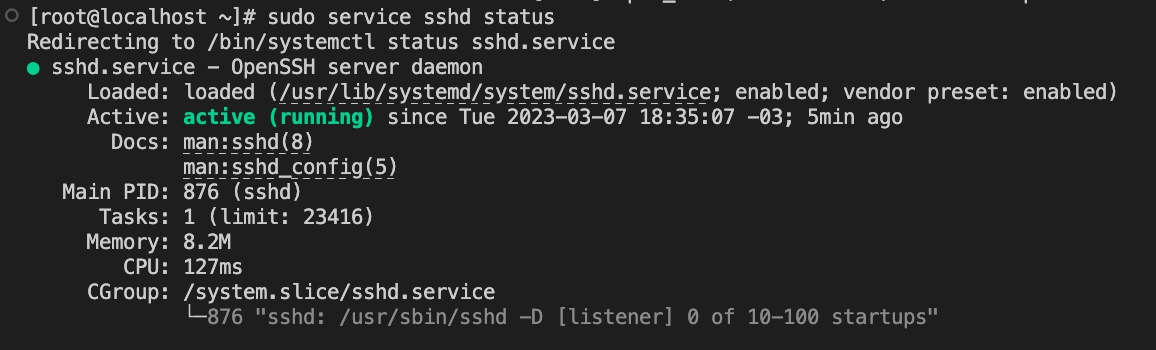 [root@localhost ~]# sudo service sshd status
Redirecting to /bin/systemctl status sshd.service
● sshd.service – OpenSSH server daemon
Loaded: loaded (/usr/lib/systemd/system/sshd.service; enabled; vendor preset: enabled)
Active: active (running) since Tue 2023-03-07 18:35:07 -03; 5min ago
Docs: man:sshd(8)
man:sshd_config(5)
Main PID: 876 (sshd)
Tasks: 1 (limit: 23416)
Memory: 8.2M
CPU: 127ms
CGroup: /system.slice/sshd.service
└─876 "sshd: /usr/sbin/sshd -D [listener] 0 of 10-100 startups"